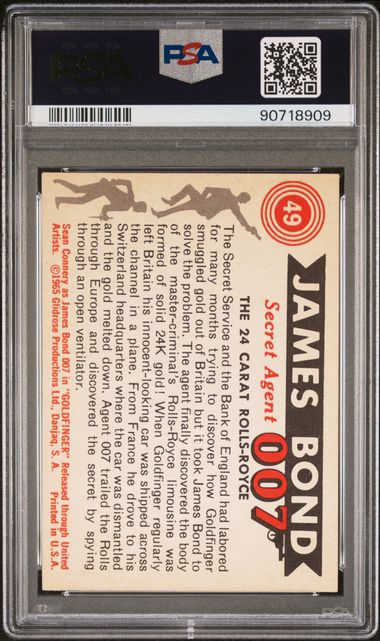 PSA
PSA
90718909
49
JAMES BOND
Secret Agent 007
THE 24 CARAT ROLLS-ROYCE
The Secret Service and the Bank of England had labored
for many months trying to discover how Goldfinger
smuggled gold out of Britain but it took James Bond to
solve the problem. The agent finally discovered the body
of the master-criminal's Rolls-Royce limousine was
formed of solid 24K gold! When Goldfinger regularly
left Britain his innocent-looking car was shipped across
the channel in a plane. From France he drove to his
Switzerland headquarters where the car was dismantled
and the gold melted down. Agent 007 trailed the Rolls
through Europe and discovered the secret by spying
through an open ventilator.
Sean Connery as James Bond 007 in "GOLDFINGER" Released through United
Artists. ©1965 Glidrose Productions Ltd., Danjaq, S. A. Printed in U.S.A.